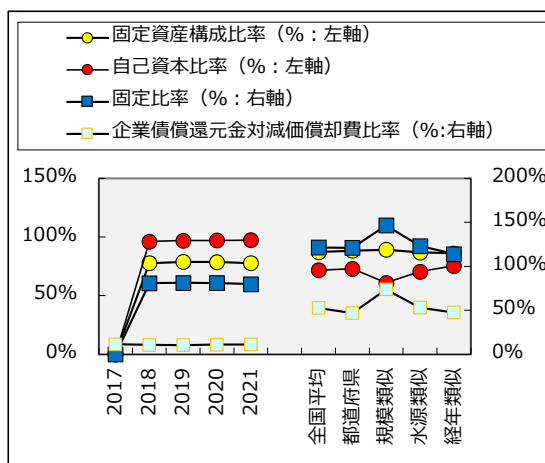 固定資産構成比率（%：左軸）
自己資本比率（%：左軸）
固定比率（%：右軸）
企業債償還元金対減価償却費比率（%:右軸）
150%
100%
50%
0%
200%
150%
100%
50%
0%
2017
2018
2019
2020
2021
全国平均
都道府県
規模類似
水源類似
経年類似